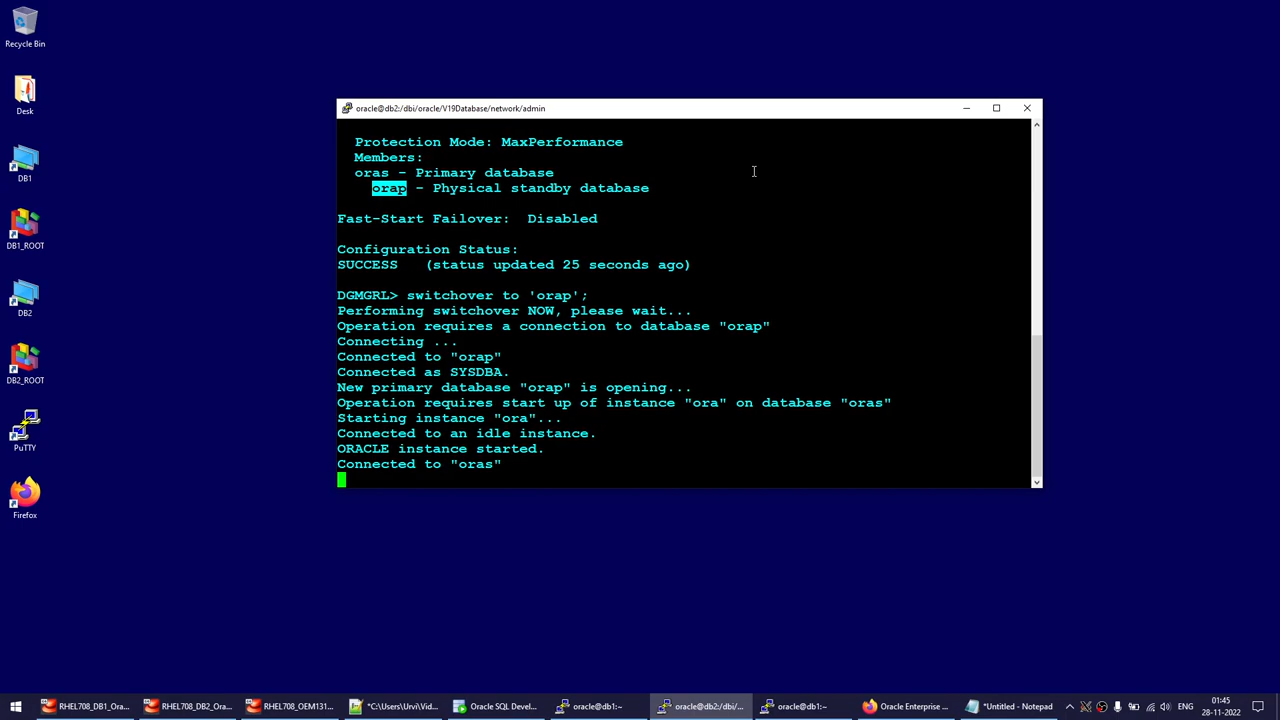 Recycle Bin
Desk
DB1
DB1_ROOT
DB2
DB2_ROOT
PuTTY
Firefox
oracle@db2:/dbi/oracle/V19Database/network/admin
Protection Mode: MaxPerformance
Members:
oras - Primary database
orap - Physical standby database
Fast-Start Failover:  Disabled
Configuration Status:
SUCCESS   (status updated 25 seconds ago)
DGMGRL> switchover to 'orap';
Performing switchover NOW, please wait...
Operation requires a connection to database "orap"
Connecting ...
Connected to "orap"
Connected as SYSDBA.
New primary database "orap" is opening...
Operation requires start up of instance "ora" on database "oras"
Starting instance "ora"...
Connected to an idle instance.
ORACLE instance started.
Connected to "oras"
RHEL708_DB1_Ora... RHEL708_DB2_Ora... RHEL708_OEM131... *C:\Users\Urvi\Vid... Oracle SQL Devel... oracle@db1:~ oracle@db2:/dbi/... oracle@db1:~ Oracle Enterprise ... *Untitled - Notepad ENG 01:45
28-11-2022